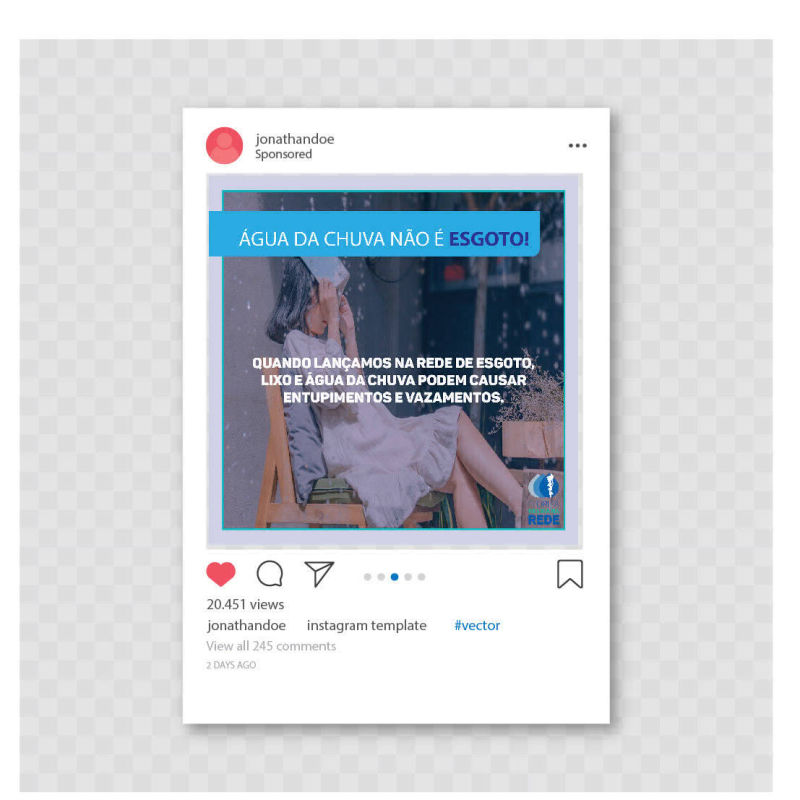 jonathandoe
Sponsored
ÁGUA DA CHUVA NÃO É ESGOTO!
QUANDO LANÇAMOS NA REDE DE ESGOTO,
LIXO E ÁGUA DA CHUVA PODEM CAUSAR
ENTUPIMENTOS E VAZAMENTOS.
REDE
20.451 views
jonathandoe instagram template #vector
View all 245 comments
2 DAYS AGO